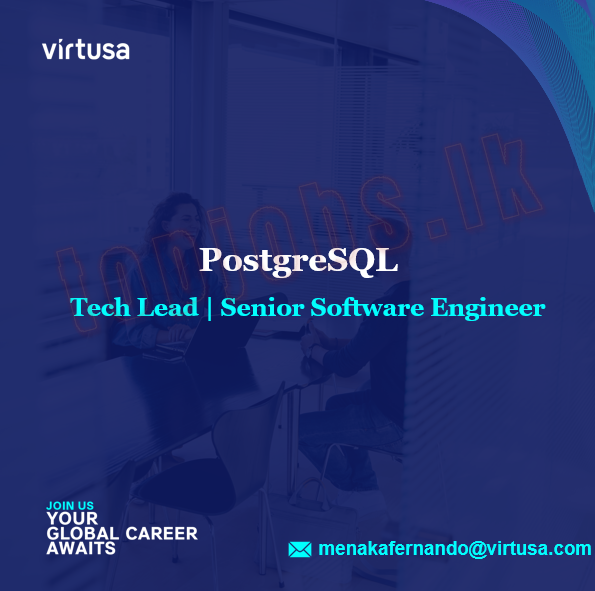 virtusa
topjobs.lk
PostgreSQL
Tech Lead | Senior Software Engineer
JOIN US
YOUR
GLOBAL CAREER
AWAITS
menakafernando@virtusa.com